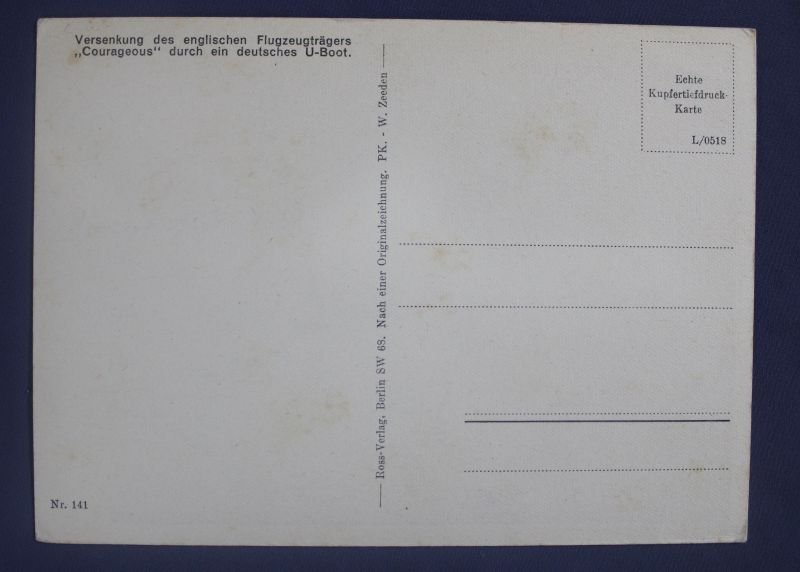 Versenkung des englischen Flugzeugträgers
„Courageous“ durch ein deutsches U-Boot.
Echte
Kupfertiefdruck-
Karte
L/0518
Ross-Verlag, Berlin SW 68. Nach einer Originalzeichnung. PK. - W. Zeeden
Nr. 141